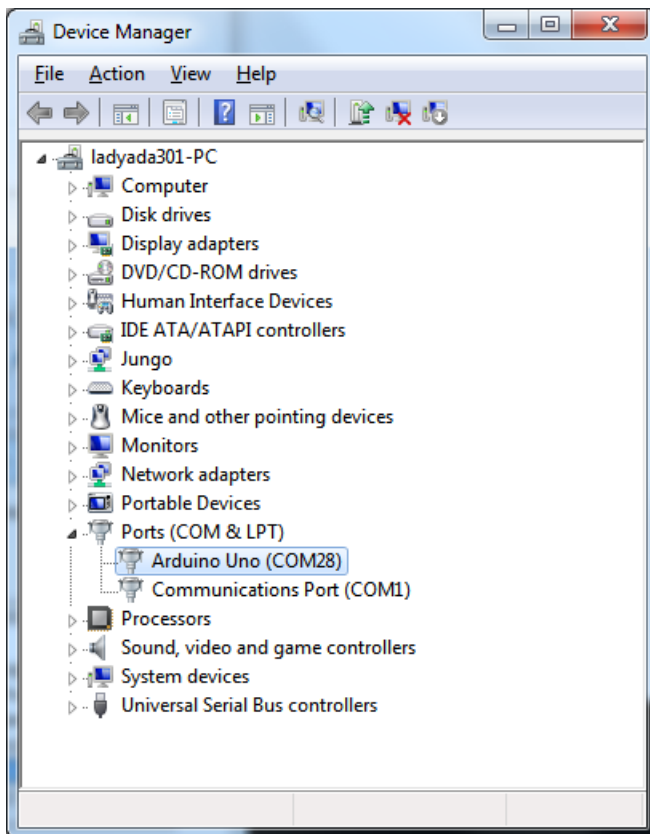 Device Manager
File Action View Help
ladyada301-PC
Computer
Disk drives
Display adapters
DVD/CD-ROM drives
Human Interface Devices
IDE ATA/ATAPI controllers
Jungo
Keyboards
Mice and other pointing devices
Monitors
Network adapters
Portable Devices
Ports (COM & LPT)
Arduino Uno (COM28)
Communications Port (COM1)
Processors
Sound, video and game controllers
System devices
Universal Serial Bus controllers